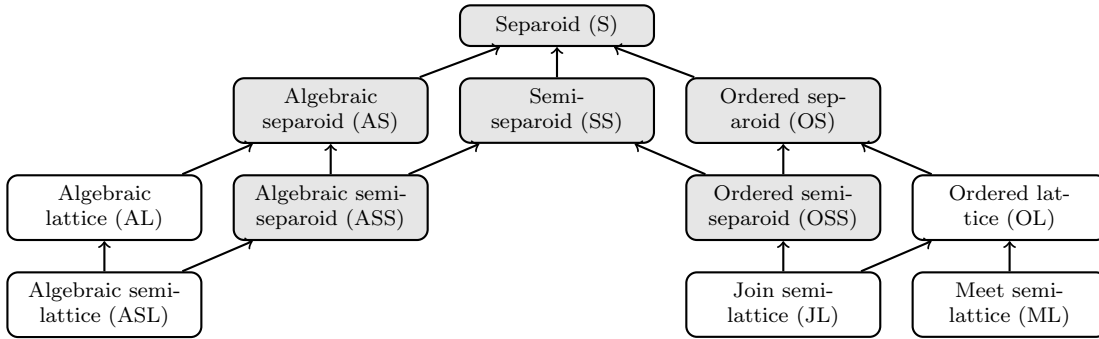 Separoid (S)
Algebraic
separoid (AS)
Semi-
separoid (SS)
Ordered sep-
aroid (OS)
Algebraic
lattice (AL)
Algebraic semi-
separoid (ASS)
Ordered semi-
separoid (OSS)
Ordered lat-
tice (OL)
Algebraic semi-
lattice (ASL)
Join semi-
lattice (JL)
Meet semi-
lattice (ML)